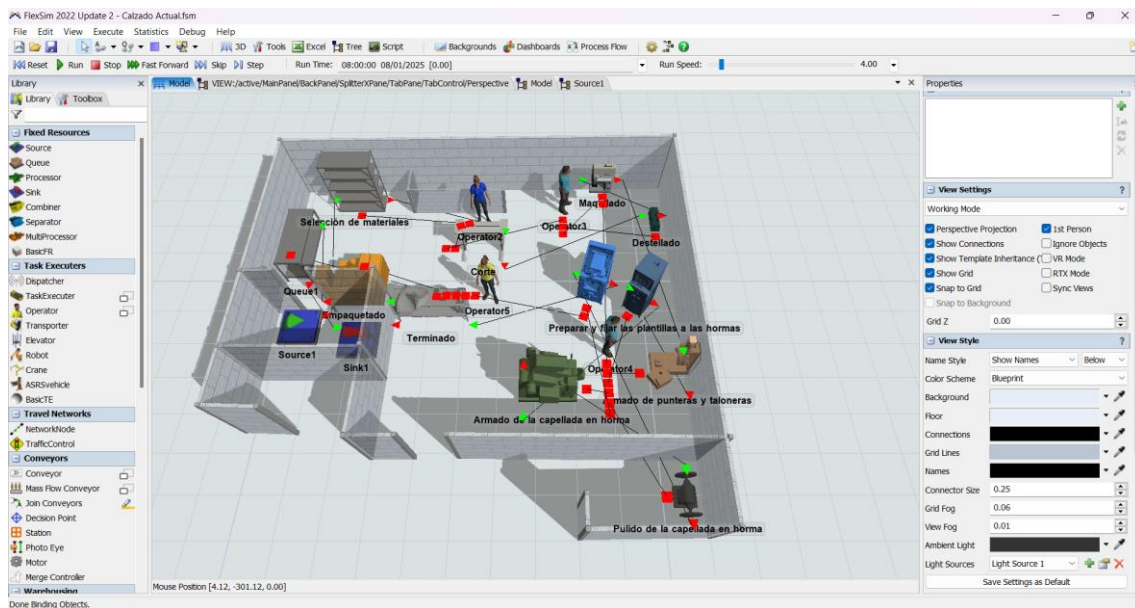 FlexSim 2022 Update 2 - Calzado Actual.fsm
File Edit View Execute Statistics Debug Help
3D Tools Excel Tree Script Backgrounds Dashboards Process Flow
Reset Run Stop Fast Forward Skip Step Run Time: 08:00:00 08/01/2025 [0.00] Run Speed: 4.00
Library
Library Toolbox
Fixed Resources
Source
Queue
Processor
Sink
Combiner
Separator
MultiProcessor
BasicFR
Task Executers
Dispatcher
TaskExecuter
Operator
Transporter
Elevator
Robot
Crane
ASRSvehicle
BasicTE
Travel Networks
NetworkNode
TrafficControl
Conveyors
Conveyor
Mass Flow Conveyor
Join Conveyors
Decision Point
Station
Photo Eye
Motor
Merge Controller
Warehousing
Model VIEW:/active/MainPanel/BackPanel/SplitterXPane/TabPane/TabControl/Perspective Model Source1
Maquilado
Selección de materiales
Operator2
Operator3
Destellado
Corte
Queue1
Empaquetado
Operator5
Terminado
Preparar y fijar las plantillas a las hormas
Source1
Sink1
Operator4
Armado de punteras y taloneras
Armado de la capellada en horma
Pulido de la capellada en horma
Mouse Position [4.12, -301.12, 0.00]
Properties
View Settings ?
Working Mode
Perspective Projection 1st Person
Show Connections Ignore Objects
Show Template Inheritance ( VR Mode
Show Grid RTX Mode
Snap to Grid Sync Views
Snap to Background
Grid Z 0.00
View Style ?
Name Style Show Names Below
Color Scheme Blueprint
Background
Floor
Connections
Grid Lines
Names
Connector Size 0.25
Grid Fog 0.06
View Fog 0.01
Ambient Light
Light Sources Light Source 1
Save Settings as Default
Done Binding Objects.